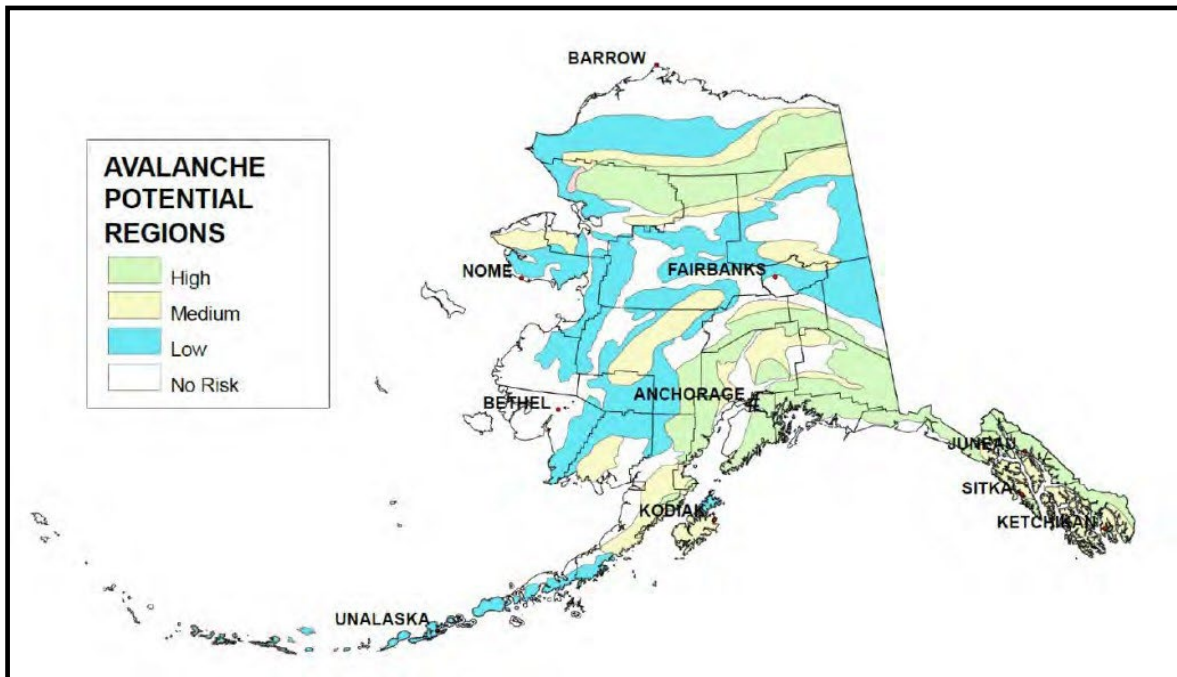 BARROW
AVALANCHE
POTENTIAL
REGIONS
High
Medium
Low
No Risk
NOME
FAIRBANKS
BETHEL
ANCHORAGE
JUNEAU
SITKA
KODIAK
KETCHIKAN
UNALASKA